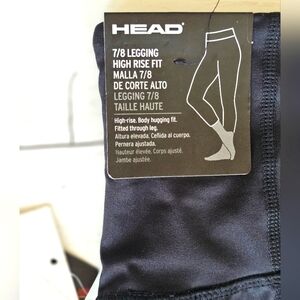 HEAD
7/8 LEGGING
HIGH RISE FIT
MALLA 7/8
DE CORTE ALTO
LEGGING 7/8
TAILLE HAUTE
High-rise. Body hugging fit.
Fitted through leg.
Altura elevada. Ceñida al cuerpo.
Pernera ajustada.
Hauteur élevée. Corps ajusté.
Jambe ajustée.